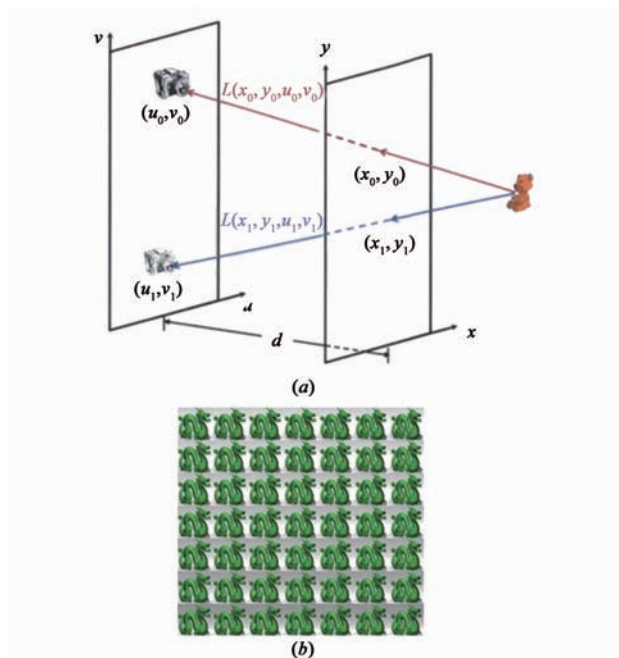 v
y
L(x₀, y₀, u₀, v₀)
(u₀,v₀)
(x₀, y₀)
L(x₁, y₁, u₁, v₁)
(x₁, y₁)
(u₁,v₁)
d
x
(a)
(b)